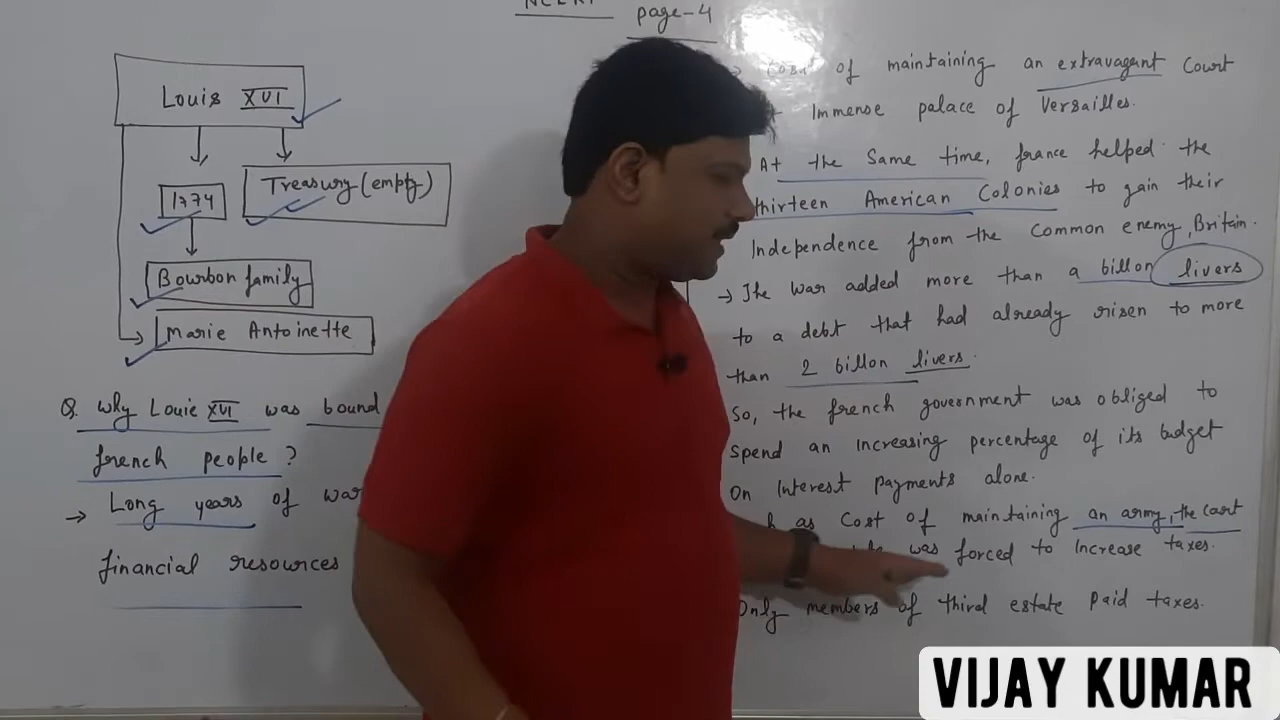 NCERT
page-4
Louis XVI
1774
Treasury (empty)
Bourbon family
Marie Antoinette
Q. why Louie XVI was bound
french people ?
→ Long years of war
financial resources
of maintaining an extravagant Court
Immense palace of Versailles.
At the Same time, france helped the
thirteen American Colonies to gain their
Independence from the Common enemy, Britain.
→ The war added more than a billon livers
to a debt that had already risen to more
than 2 billon livers.
So, the french government was obliged to
Spend an increasing percentage of its budget
On Interest payments alone.
as Cost of maintaining an army, the cort
was forced to Increase taxes.
Only members of third estate paid taxes.
VIJAY KUMAR